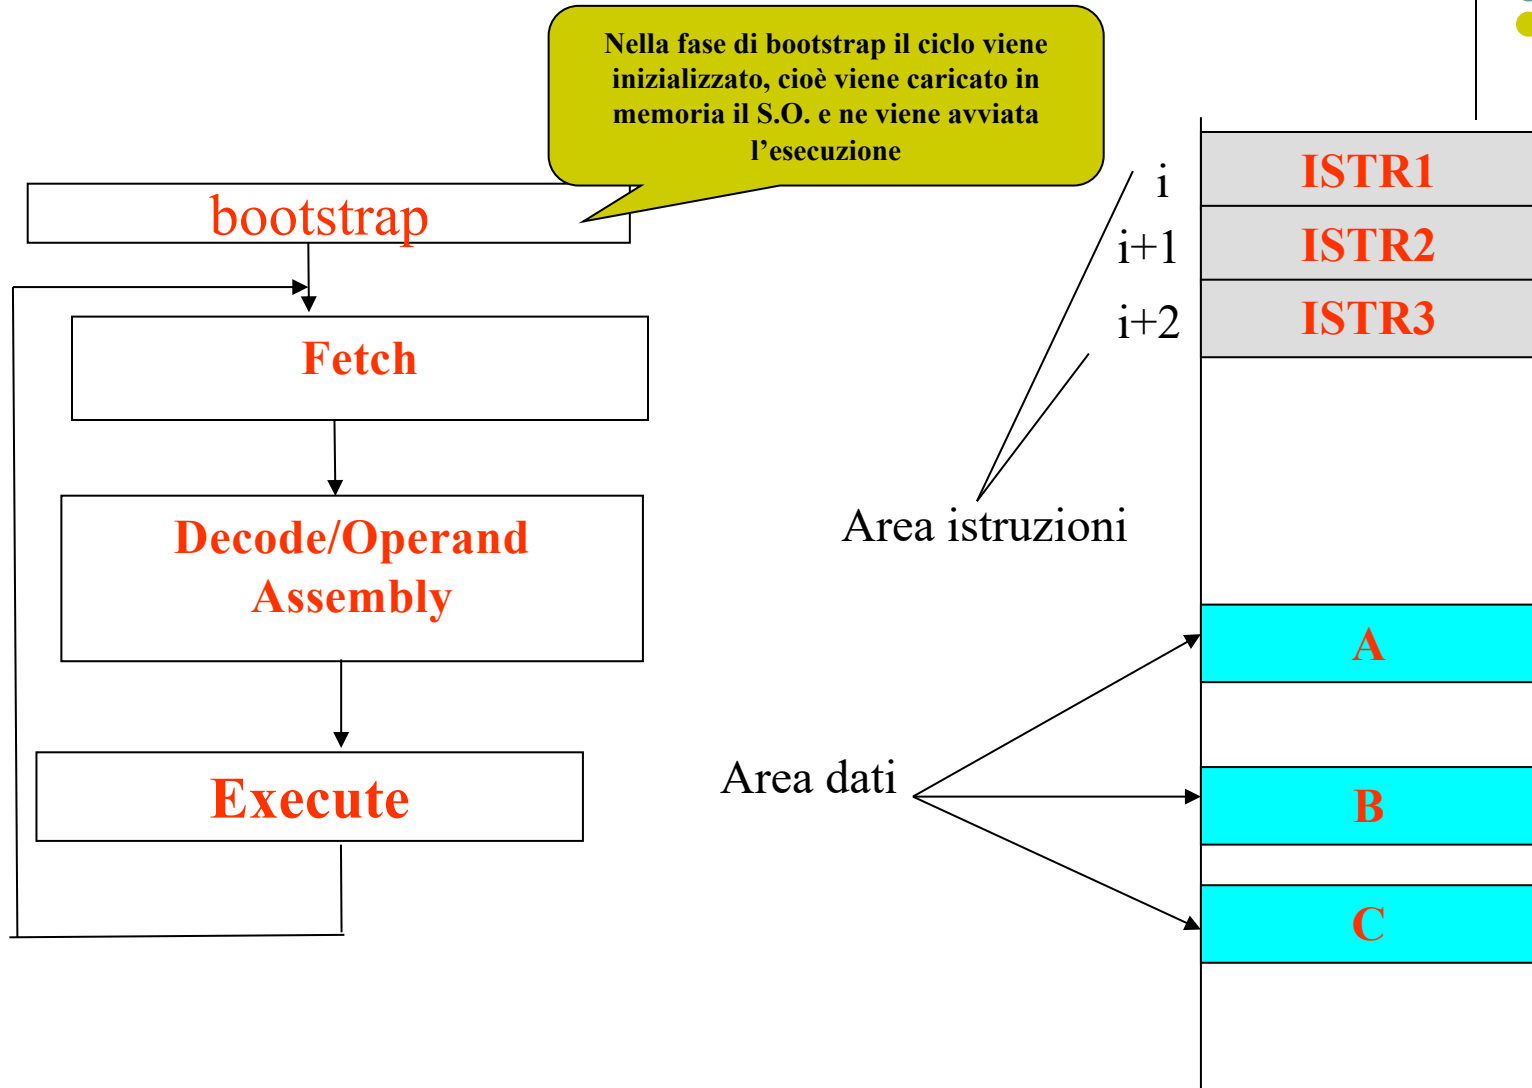 Nella fase di bootstrap il ciclo viene
inizializzato, cioè viene caricato in
memoria il S.O. e ne viene avviata
l’esecuzione
bootstrap
Fetch
Decode/Operand
Assembly
Execute
i
ISTR1
i+1
ISTR2
i+2
ISTR3
Area istruzioni
Area dati
A
B
C